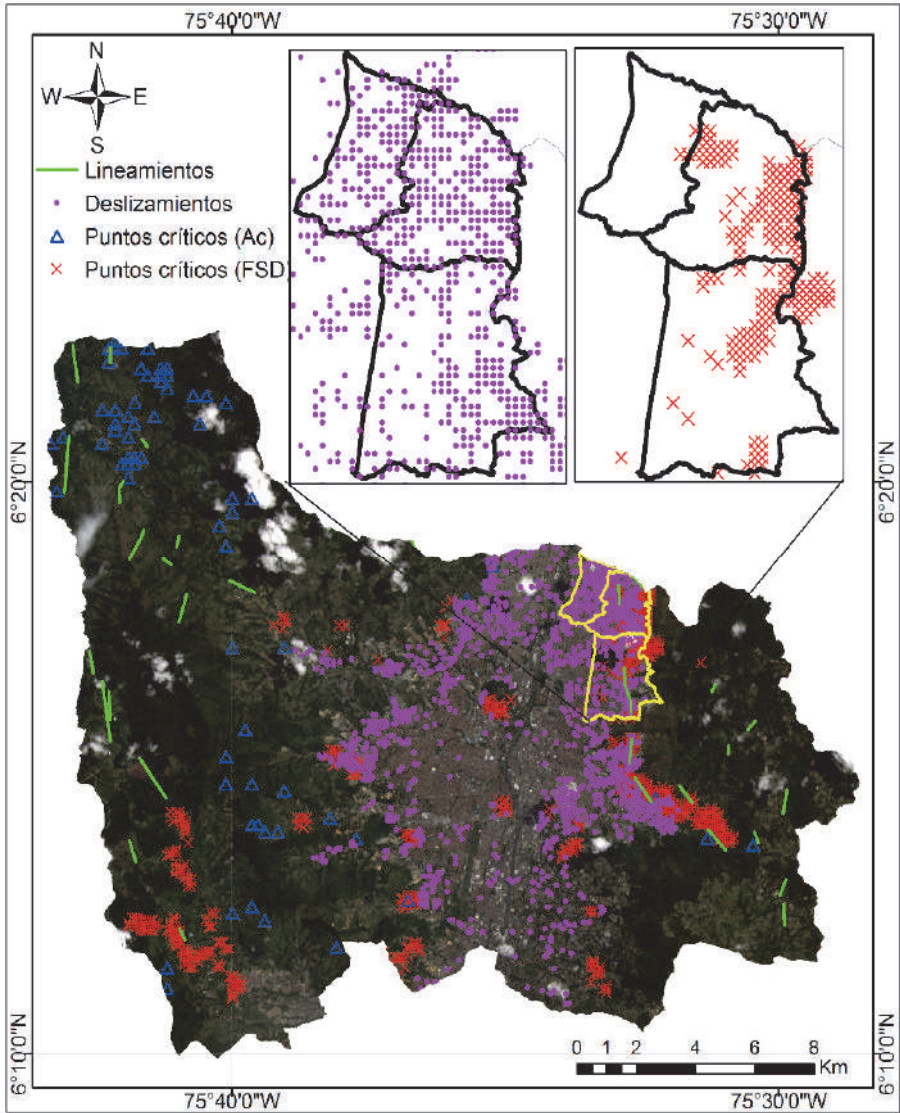 75°40'0"W 75°30'0"W
N
W E
S
Lineamientos
Deslizamientos
Puntos críticos (Ac)
Puntos críticos (FSD)
6°20'0"N 6°20'0"N
0 1 2 4 6 8
Km
6°10'0"N 6°10'0"N
75°40'0"W 75°30'0"W